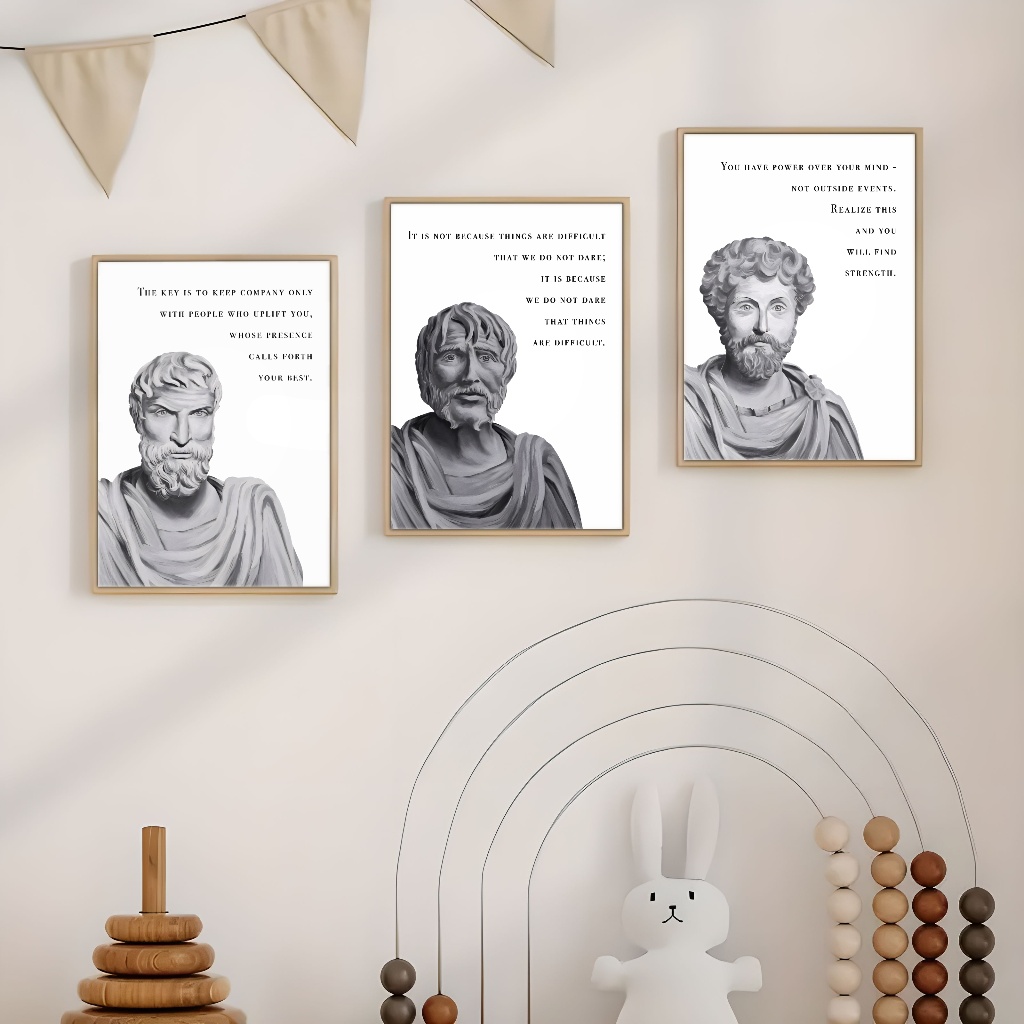 The key is to keep company only
with people who uplift you,
whose presence
calls forth
your best.
It is not because things are difficult
that we do not dare;
it is because
we do not dare
that things
are difficult.
You have power over your mind -
not outside events.
Realize this
and you
will find
strength.